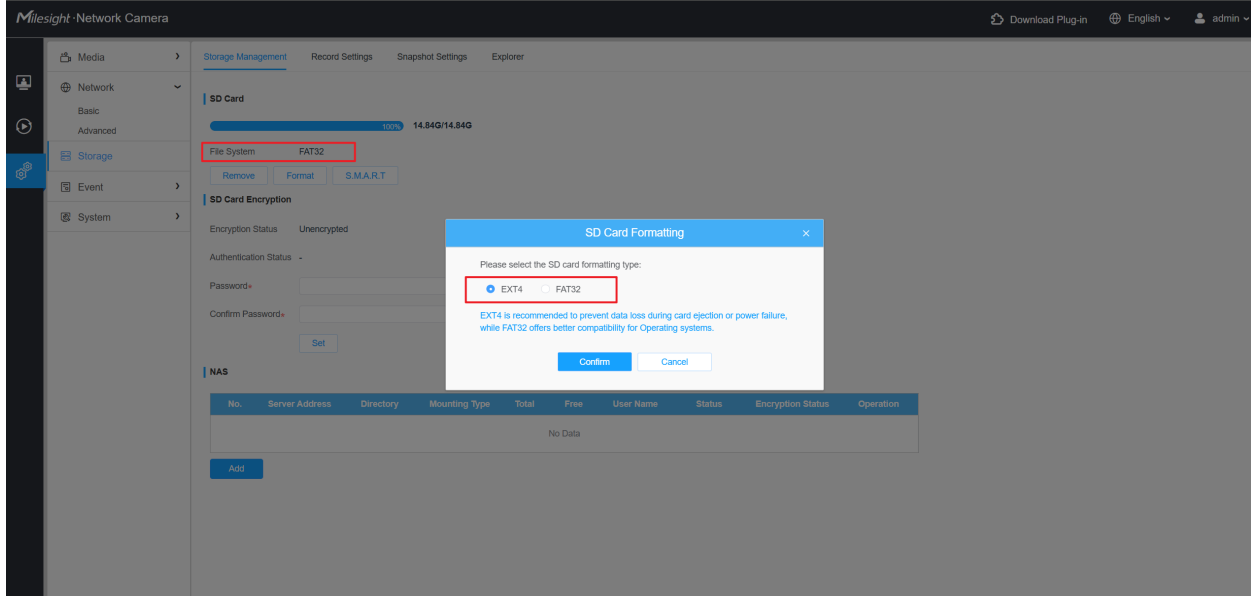 Milesight·Network Camera
Download Plug-in English admin
Media
Network
Basic
Advanced
Storage
Event
System
Storage Management Record Settings Snapshot Settings Explorer
SD Card
100% 14.84G/14.84G
File System FAT32
Remove Format S.M.A.R.T
SD Card Encryption
Encryption Status Unencrypted
Authentication Status -
Password*
Confirm Password*
Set
SD Card Formatting ×
Please select the SD card formatting type:
EXT4 FAT32
EXT4 is recommended to prevent data loss during card ejection or power failure,
while FAT32 offers better compatibility for Operating systems.
Confirm Cancel
NAS
No. Server Address Directory Mounting Type Total Free User Name Status Encryption Status Operation
No Data
Add